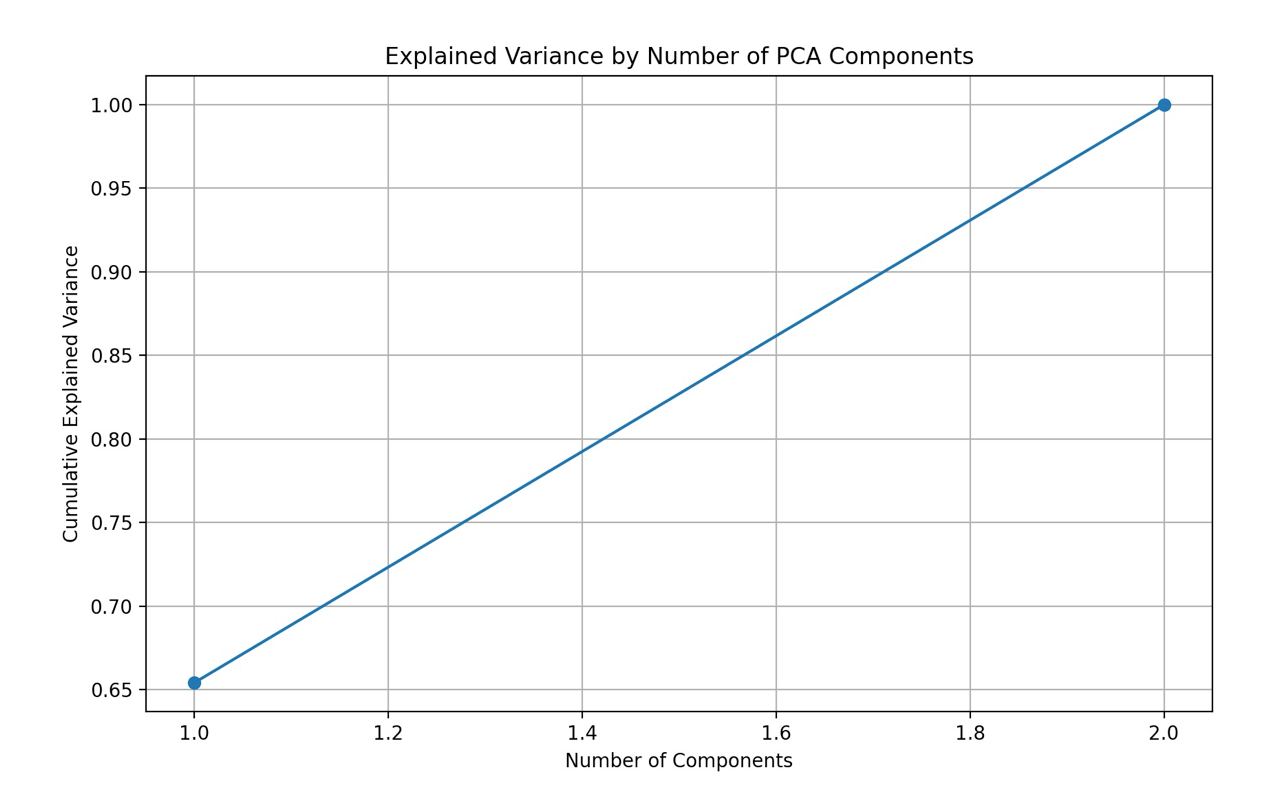 Explained Variance by Number of PCA Components
Cumulative Explained Variance
1.00
0.95
0.90
0.85
0.80
0.75
0.70
0.65
1.0 1.2 1.4 1.6 1.8 2.0
Number of Components